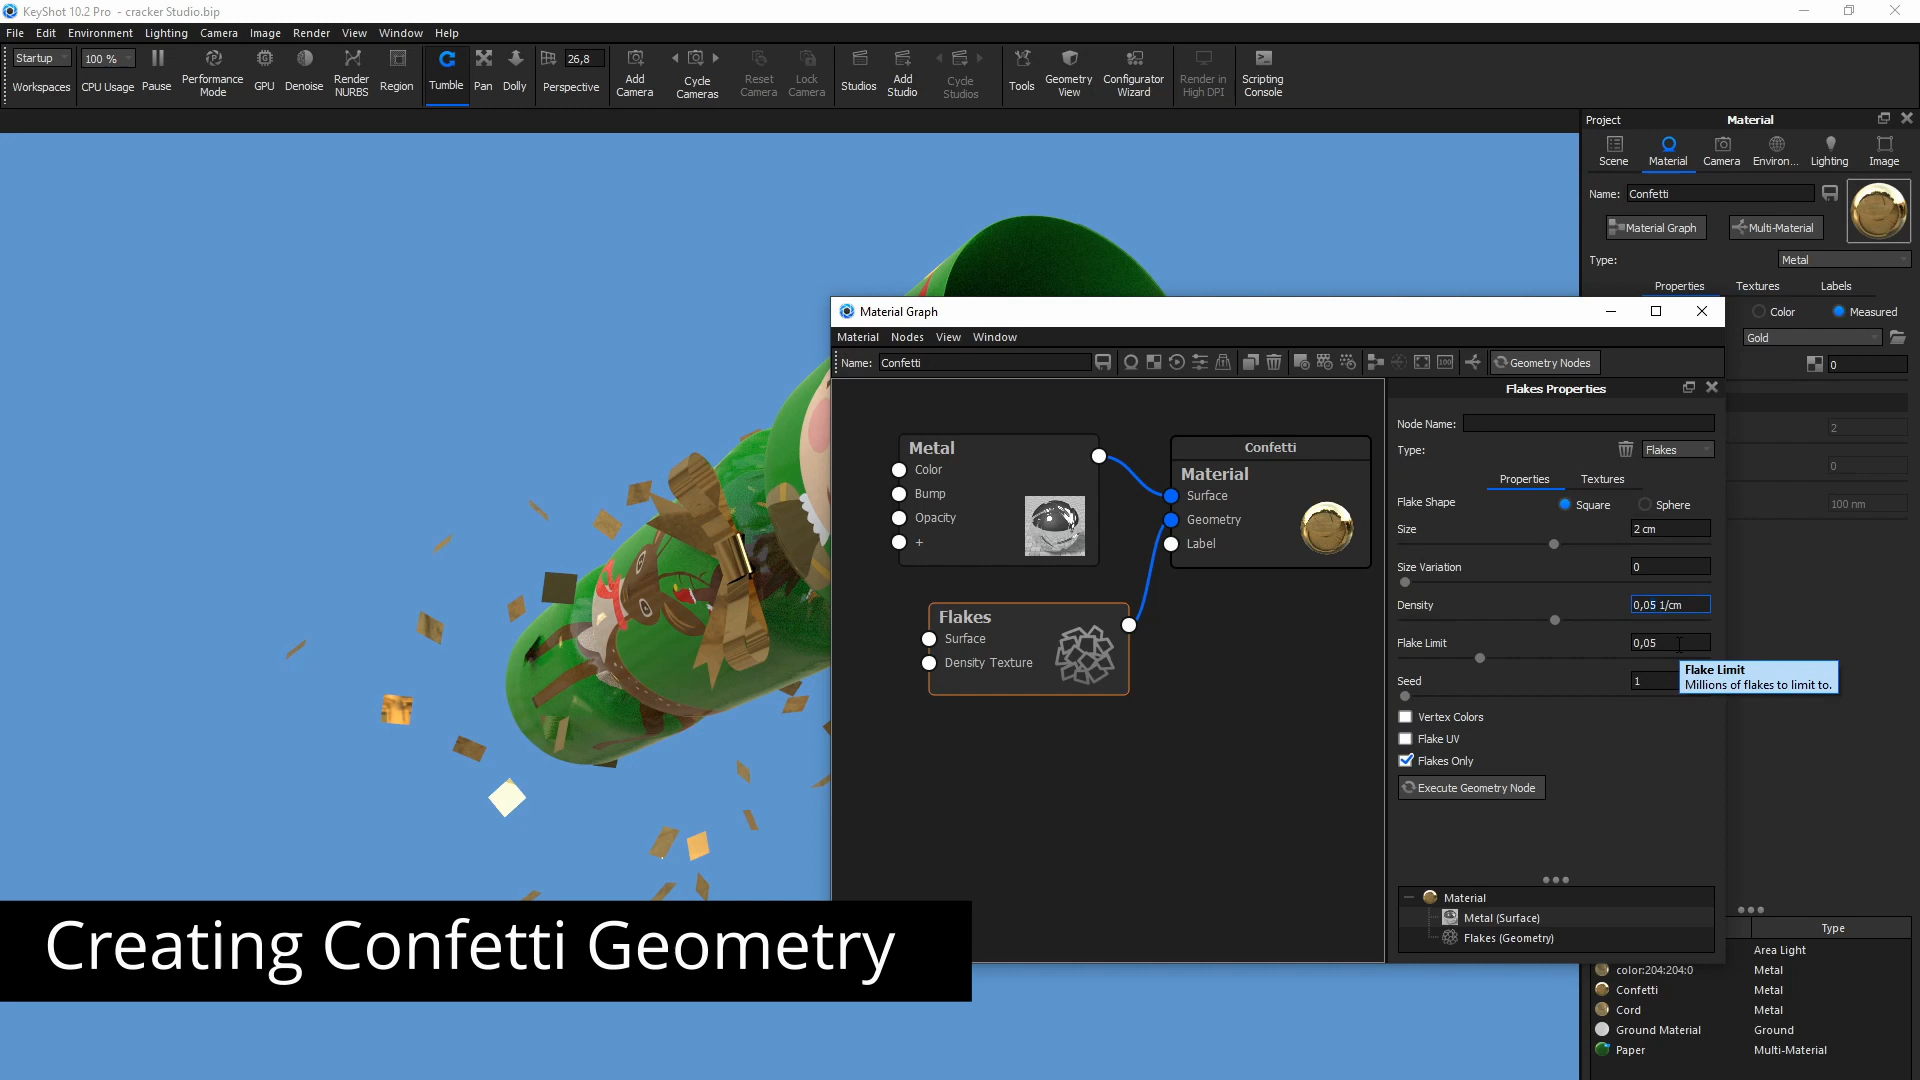 KeyShot 10.2 Pro - cracker Studio.bip
File Edit Environment Lighting Camera Image Render View Window Help
Startup 100 % 26,8
Workspaces CPU Usage Pause Performance Mode GPU Denoise Render NURBS Region Tumble Pan Dolly Perspective Add Camera Cycle Cameras Reset Camera Lock Camera Studios Add Studio Cycle Studios Tools Geometry View Configurator Wizard Render in High DPI Scripting Console
Project Material
Scene Material Camera Environ... Lighting Image
Name: Confetti
Material Graph Multi-Material
Type: Metal
Properties Textures Labels
Color Measured
Gold
0
2
0
100 nm
Material Graph
Material Nodes View Window
Name: Confetti
100
Geometry Nodes
Flakes Properties
Node Name:
Type: Flakes
Properties Textures
Flake Shape Square Sphere
Size 2 cm
Size Variation 0
Density 0,05 1/cm
Flake Limit 0,05
Flake Limit
Millions of flakes to limit to.
Seed 1
Vertex Colors
Flake UV
Flakes Only
Execute Geometry Node
Metal
Color
Bump
Opacity
+
Confetti
Material
Surface
Geometry
Label
Flakes
Surface
Density Texture
Material
Metal (Surface)
Flakes (Geometry)
Type
Area Light
color:204:204:0 Metal
Confetti Metal
Cord Metal
Ground Material Ground
Paper Multi-Material
Creating Confetti Geometry